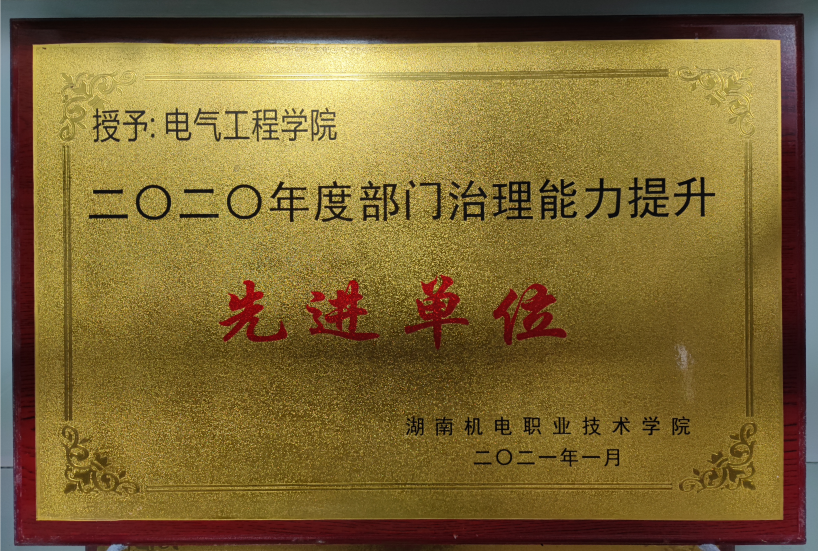 授予:电气工程学院
二〇二〇年度部门治理能力提升
先进单位
湖南机电职业技术学院
二〇二一年一月